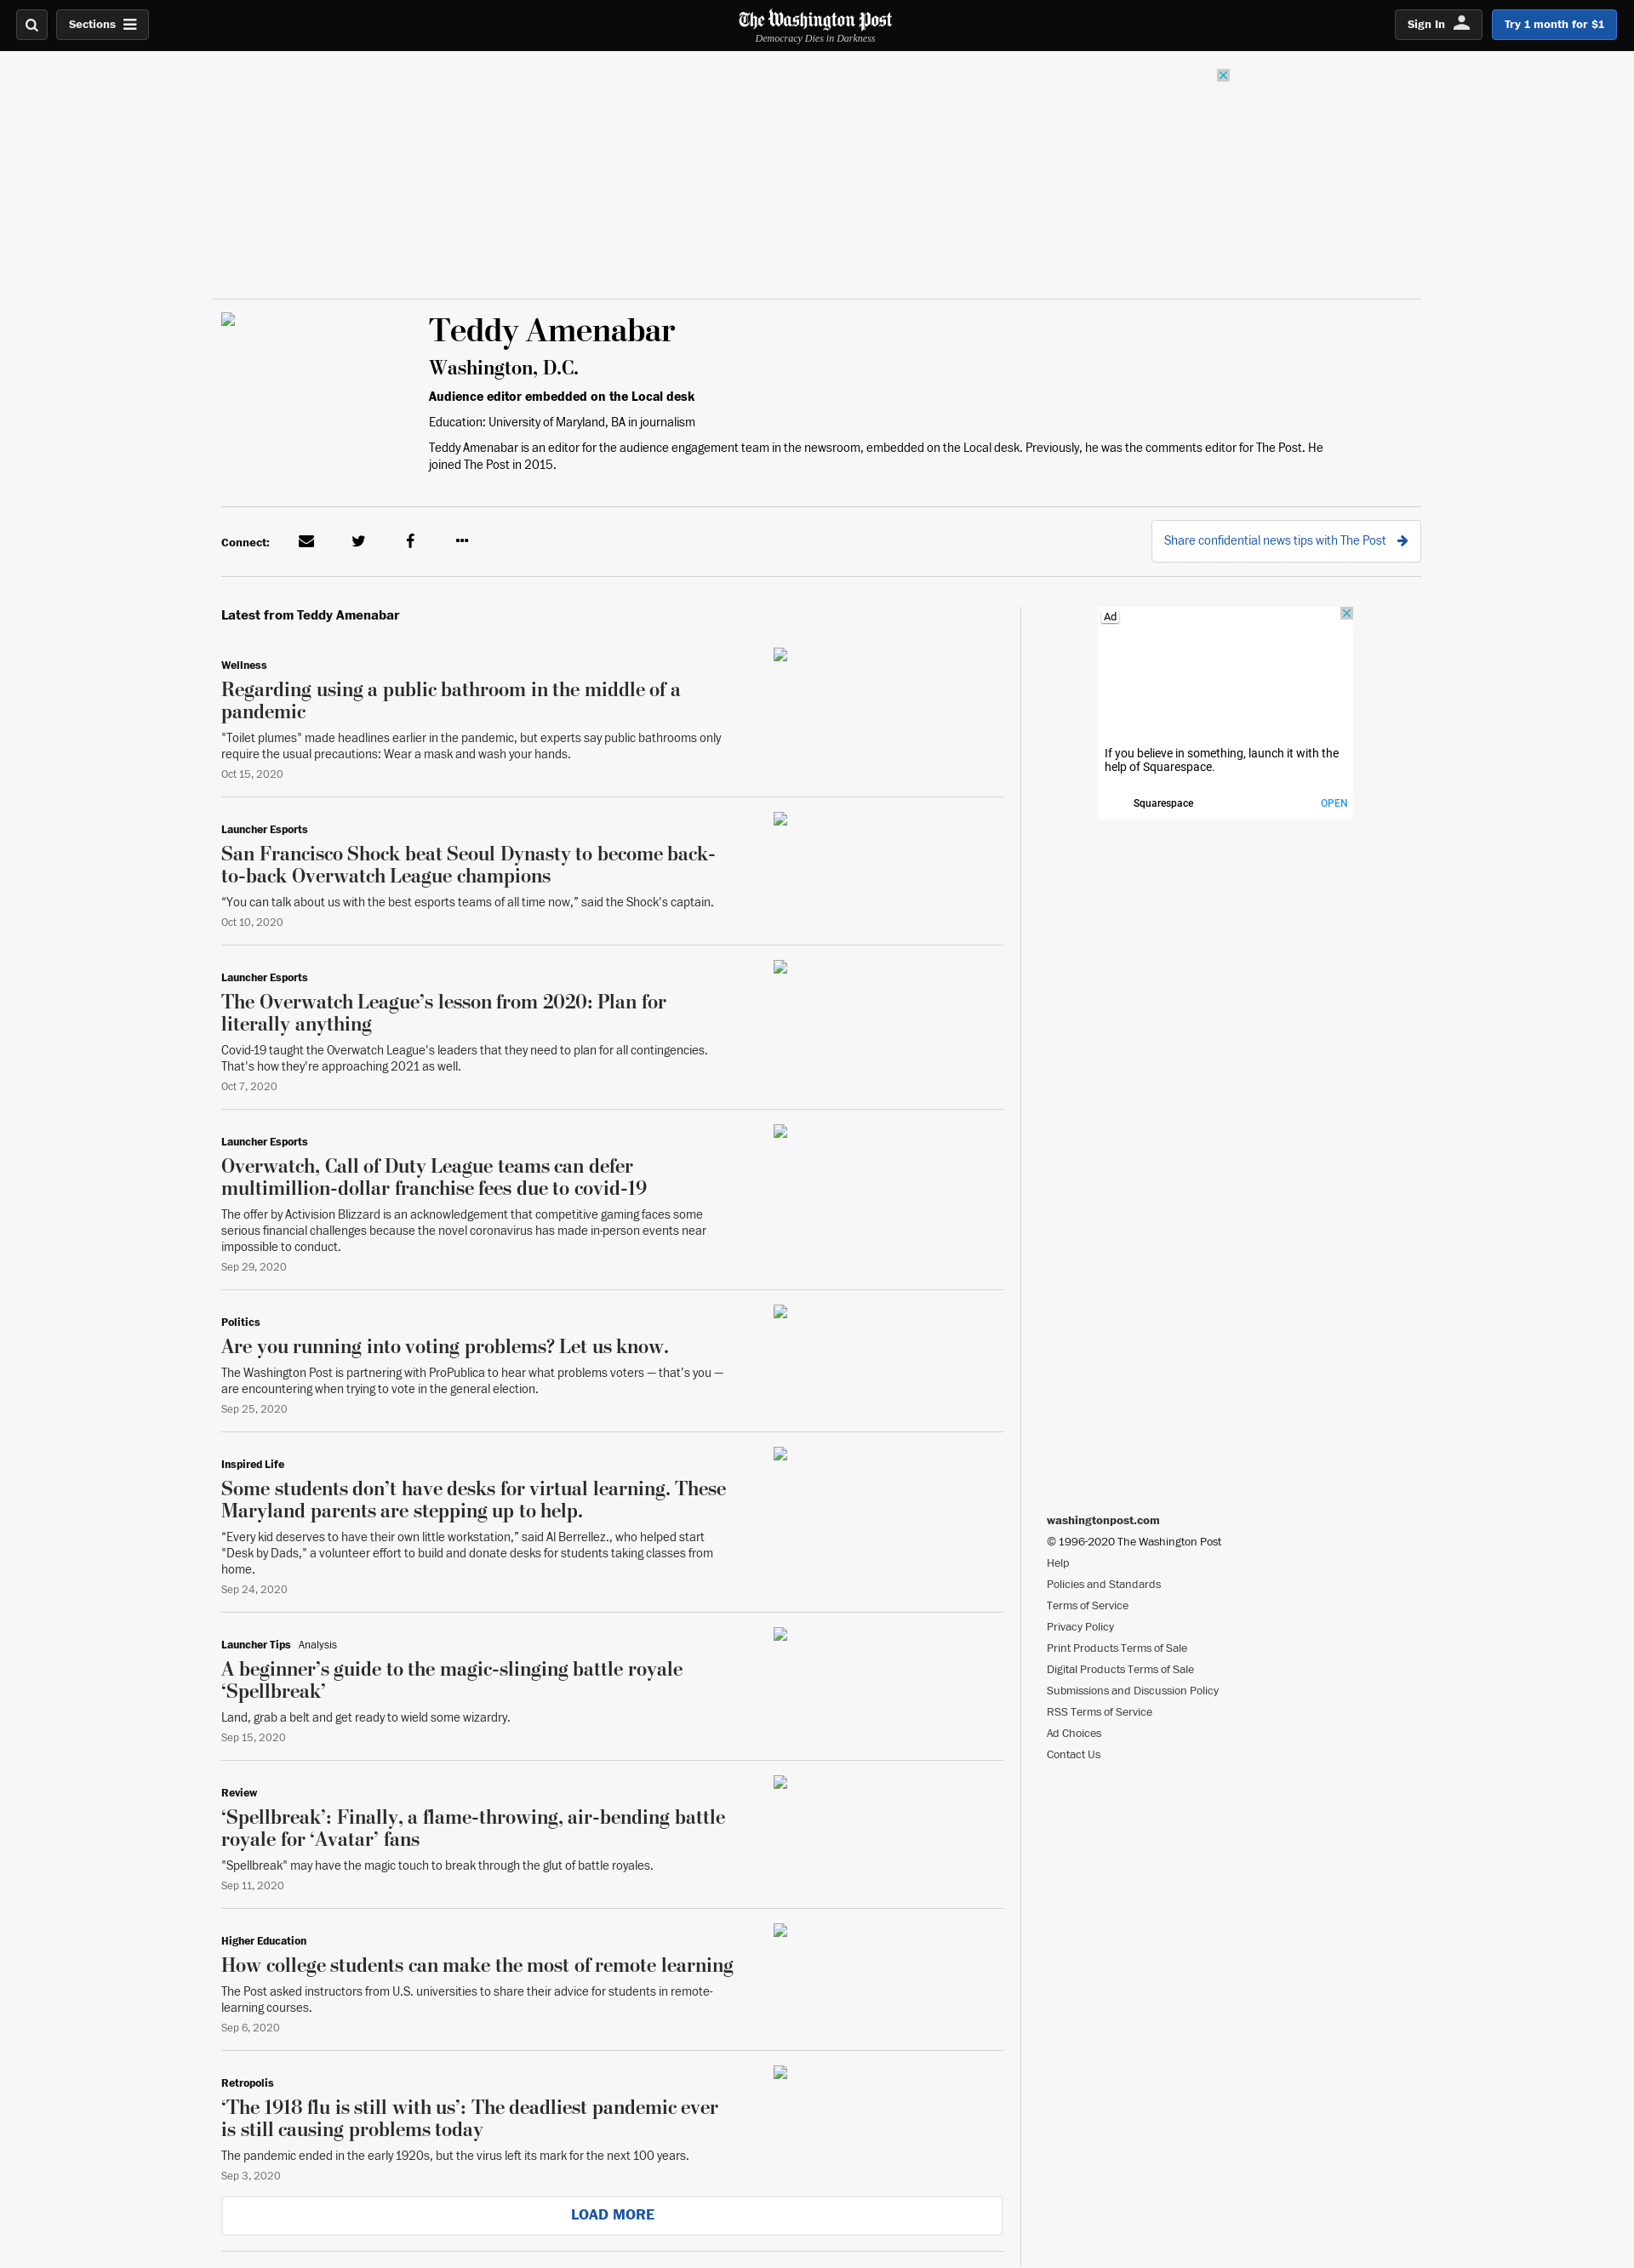 Sections
The Washington Post
Democracy Dies in Darkness
Sign In
Try 1 month for $1
Teddy Amenabar
Washington, D.C.
Audience editor embedded on the Local desk
Education: University of Maryland, BA in journalism
Teddy Amenabar is an editor for the audience engagement team in the newsroom, embedded on the Local desk. Previously, he was the comments editor for The Post. He
joined The Post in 2015.
Connect:
Share confidential news tips with The Post
Latest from Teddy Amenabar
Wellness
Regarding using a public bathroom in the middle of a
pandemic
"Toilet plumes" made headlines earlier in the pandemic, but experts say public bathrooms only
require the usual precautions: Wear a mask and wash your hands.
Oct 15, 2020
Launcher Esports
San Francisco Shock beat Seoul Dynasty to become back-
to-back Overwatch League champions
“You can talk about us with the best esports teams of all time now,” said the Shock's captain.
Oct 10, 2020
Launcher Esports
The Overwatch League’s lesson from 2020: Plan for
literally anything
Covid-19 taught the Overwatch League's leaders that they need to plan for all contingencies.
That's how they're approaching 2021 as well.
Oct 7, 2020
Launcher Esports
Overwatch, Call of Duty League teams can defer
multimillion-dollar franchise fees due to covid-19
The offer by Activision Blizzard is an acknowledgement that competitive gaming faces some
serious financial challenges because the novel coronavirus has made in-person events near
impossible to conduct.
Sep 29, 2020
Politics
Are you running into voting problems? Let us know.
The Washington Post is partnering with ProPublica to hear what problems voters — that’s you —
are encountering when trying to vote in the general election.
Sep 25, 2020
Inspired Life
Some students don’t have desks for virtual learning. These
Maryland parents are stepping up to help.
“Every kid deserves to have their own little workstation,” said Al Berrellez., who helped start
"Desk by Dads," a volunteer effort to build and donate desks for students taking classes from
home.
Sep 24, 2020
Launcher Tips Analysis
A beginner’s guide to the magic-slinging battle royale
‘Spellbreak’
Land, grab a belt and get ready to wield some wizardry.
Sep 15, 2020
Review
‘Spellbreak’: Finally, a flame-throwing, air-bending battle
royale for ‘Avatar’ fans
"Spellbreak" may have the magic touch to break through the glut of battle royales.
Sep 11, 2020
Higher Education
How college students can make the most of remote learning
The Post asked instructors from U.S. universities to share their advice for students in remote-
learning courses.
Sep 6, 2020
Retropolis
‘The 1918 flu is still with us’: The deadliest pandemic ever
is still causing problems today
The pandemic ended in the early 1920s, but the virus left its mark for the next 100 years.
Sep 3, 2020
LOAD MORE
Ad
If you believe in something, launch it with the
help of Squarespace.
Squarespace
OPEN
washingtonpost.com
© 1996-2020 The Washington Post
Help
Policies and Standards
Terms of Service
Privacy Policy
Print Products Terms of Sale
Digital Products Terms of Sale
Submissions and Discussion Policy
RSS Terms of Service
Ad Choices
Contact Us